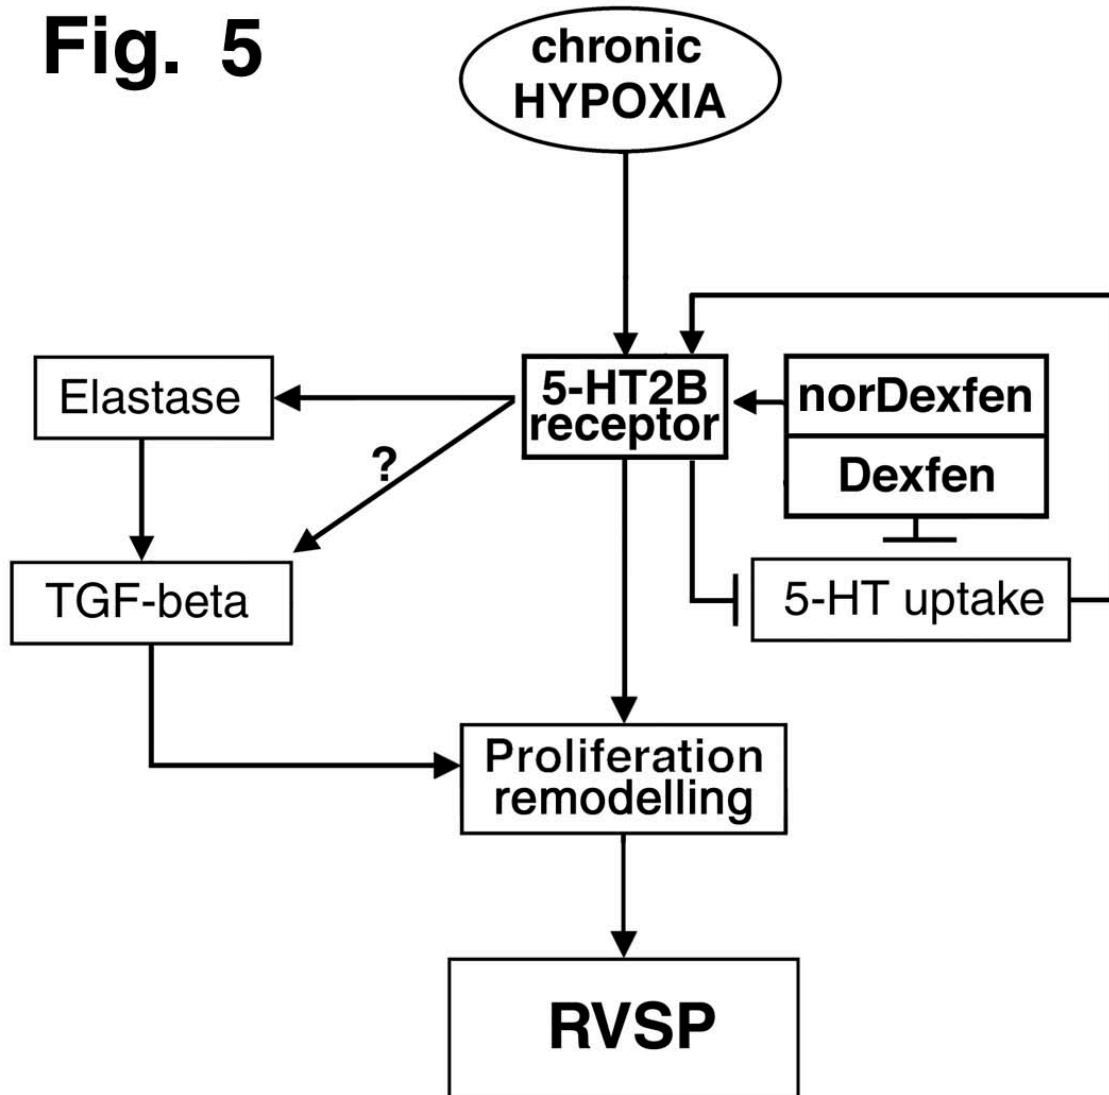 Fig. 5
chronic
HYPOXIA
Elastase
5-HT2B
receptor
norDexfen
Dexfen
?
TGF-beta
5-HT uptake
Proliferation
remodelling
RVSP